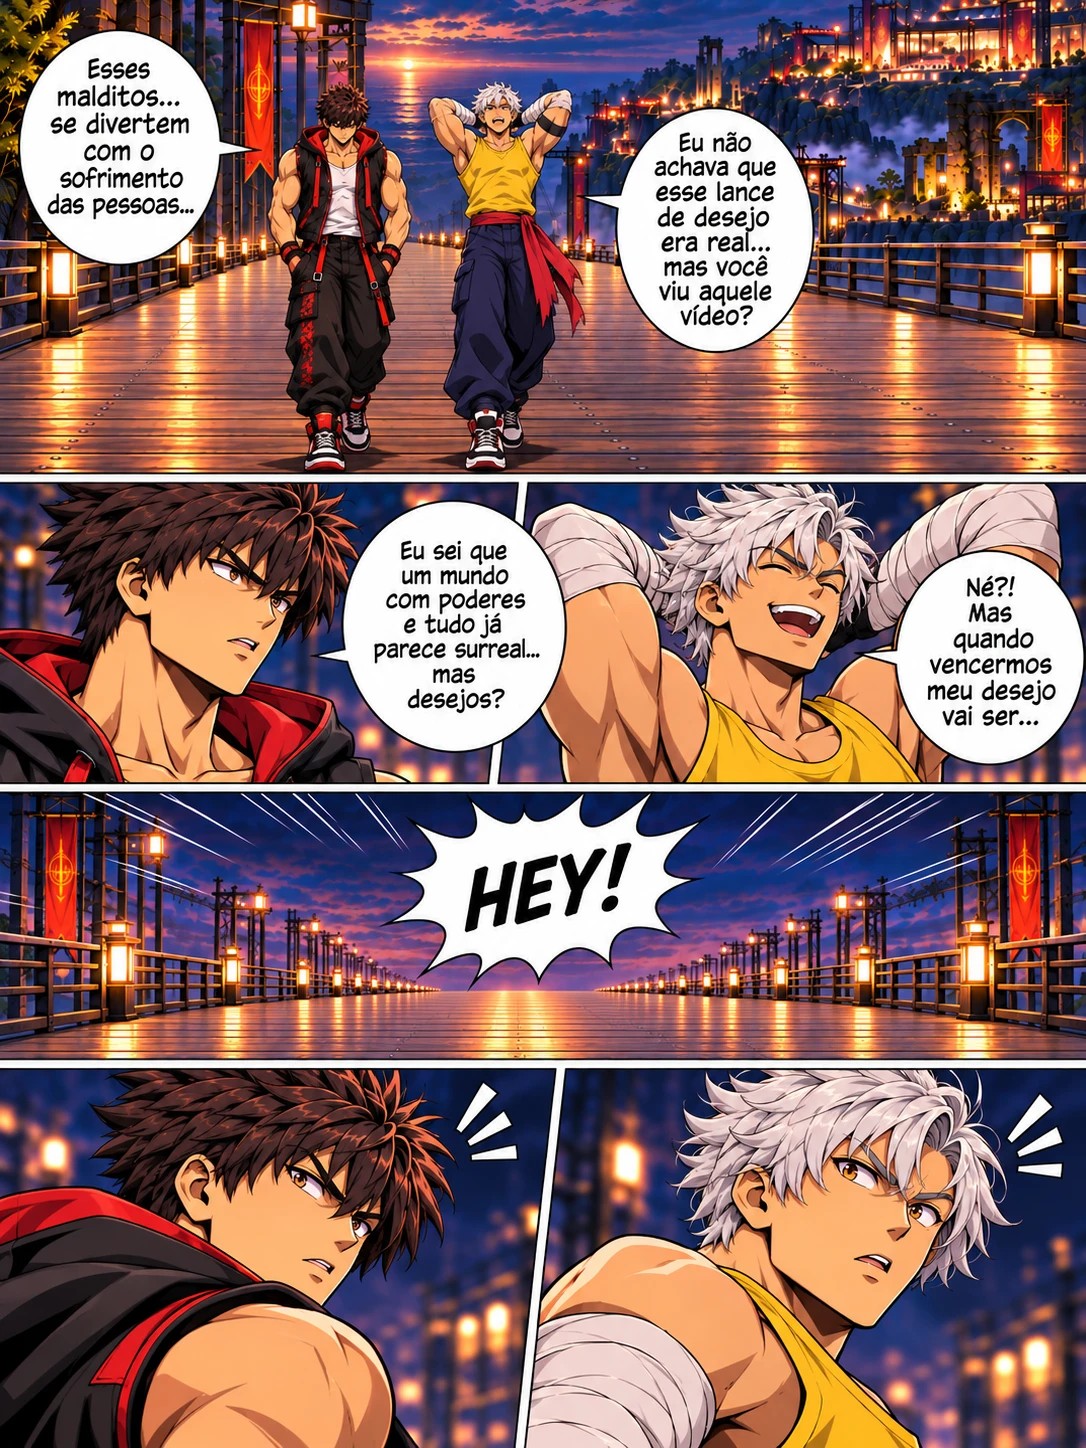 Esses
malditos...
se divertem
com o
sofrimento
das pessoas...
Eu não
achava que
esse lance
de desejo
era real...
mas você
viu aquele
vídeo?
Eu sei que
um mundo
com poderes
e tudo já
parece surreal...
mas
desejos?
Né?!
Mas
quando
vencermos
meu desejo
vai ser...
HEY!